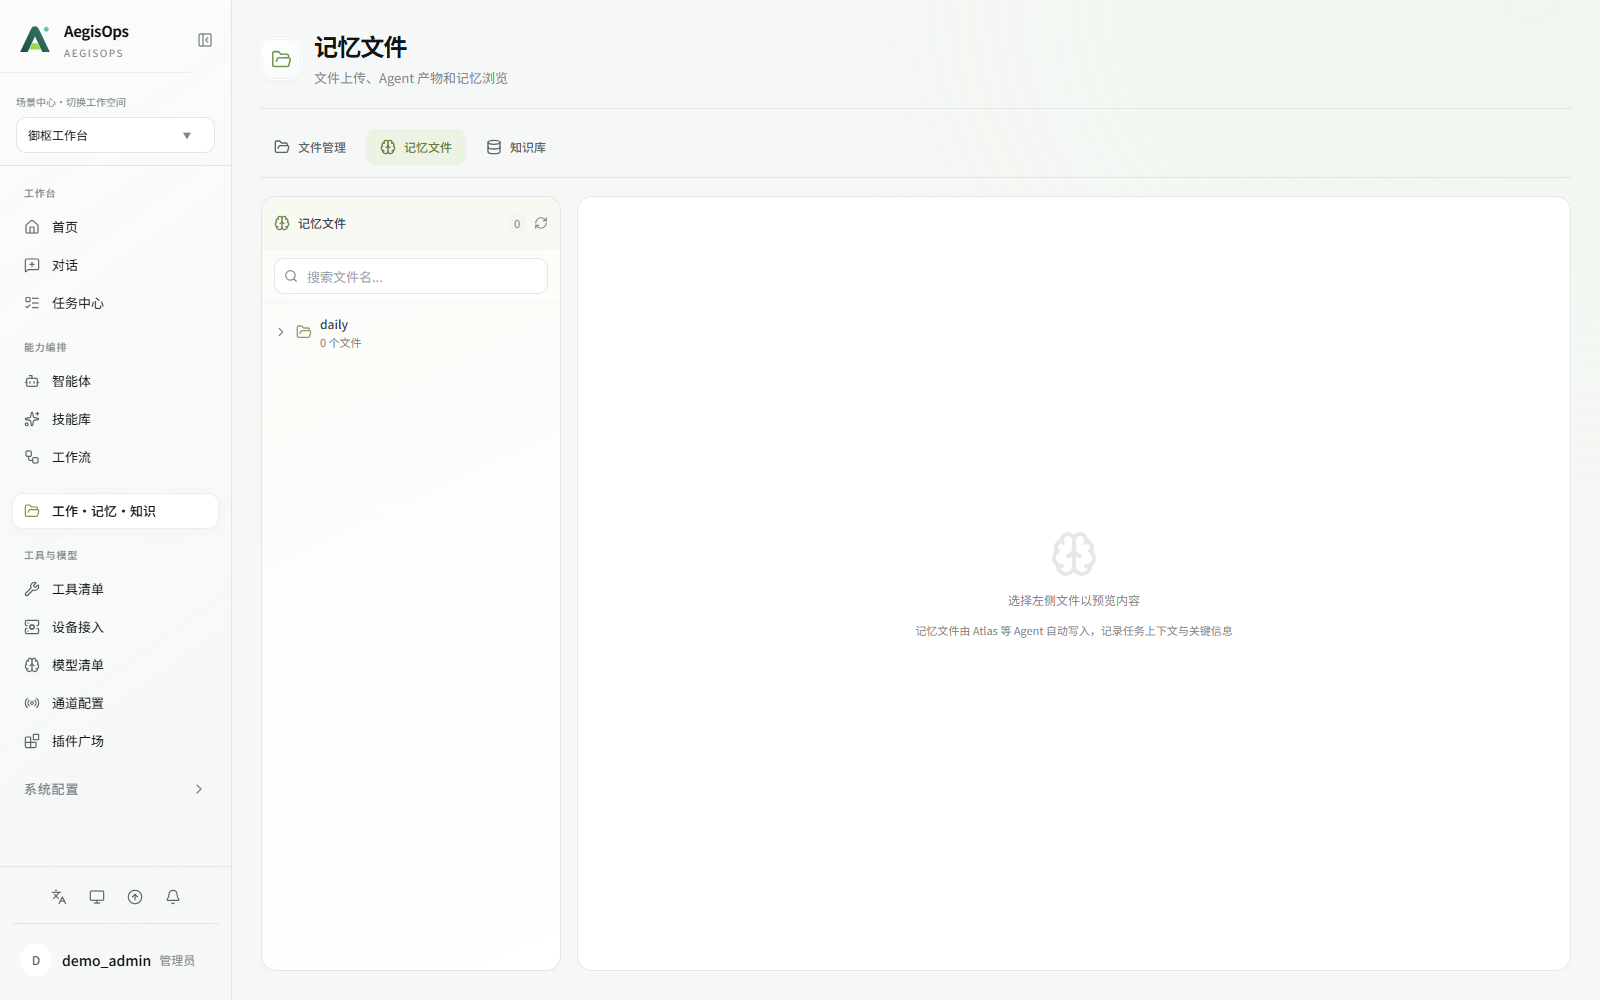 AegisOps
AEGISOPS
场景中心・切换工作空间
御枢工作台
工作台
首页
对话
任务中心
能力编排
智能体
技能库
工作流
工作・记忆・知识
工具与模型
工具清单
设备接入
模型清单
通道配置
插件广场
系统配置
D
demo_admin 管理员
记忆文件
文件上传、Agent 产物和记忆浏览
文件管理
记忆文件
知识库
记忆文件 0
搜索文件名...
daily
0 个文件
选择左侧文件以预览内容
记忆文件由 Atlas 等 Agent 自动写入，记录任务上下文与关键信息